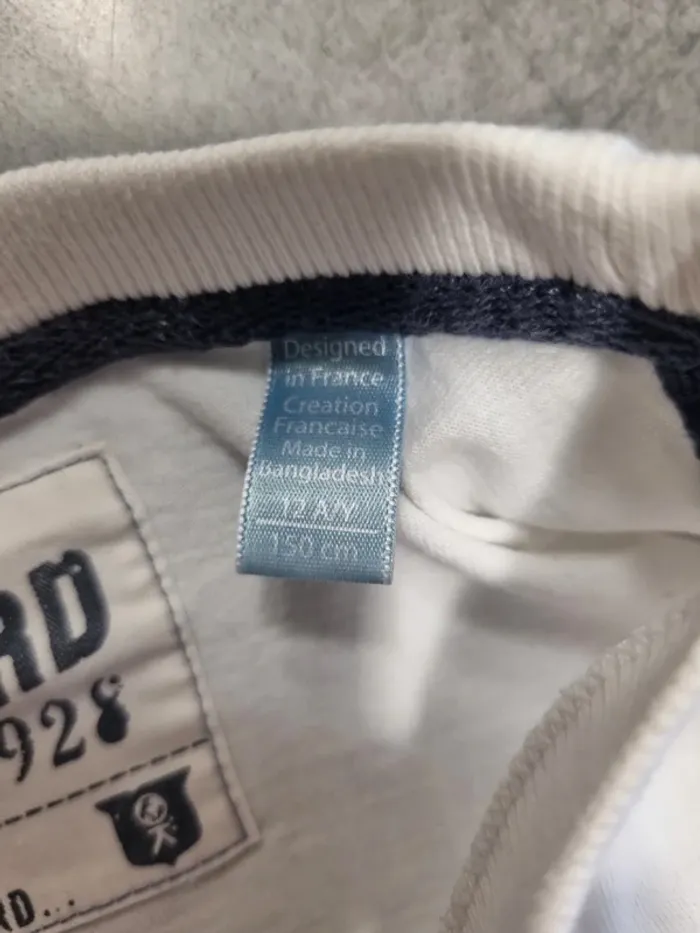 Designed
in France
Creation
Francaise
Made in
Bangladesh
12 A/Y
150 cm
RD
928
RD...